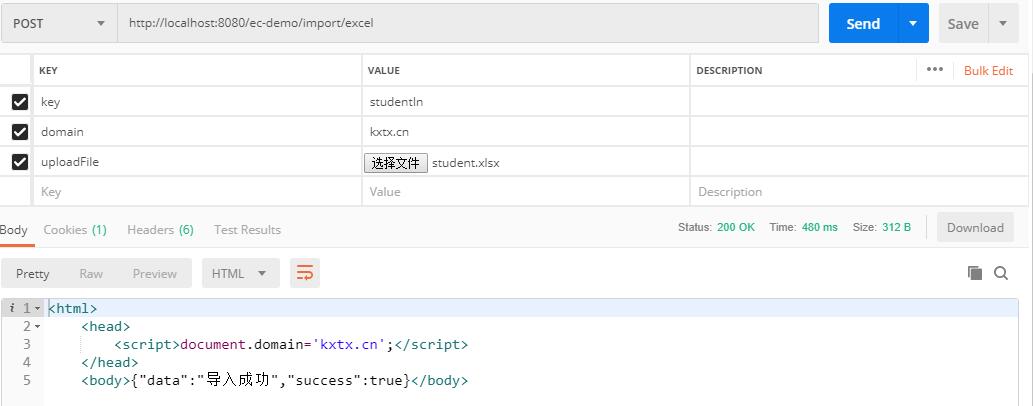 POST http://localhost:8080/ec-demo/import/excel Send Save
KEY VALUE DESCRIPTION ••• Bulk Edit
key studentIn
domain kxtx.cn
uploadFile 选择文件 student.xlsx
Key Value Description
Body Cookies (1) Headers (6) Test Results Status: 200 OK Time: 480 ms Size: 312 B Download
Pretty Raw Preview HTML
i 1 <html>
2 <head>
3 <script>document.domain='kxtx.cn';</script>
4 </head>
5 <body>{"data":"导入成功","success":true}</body>